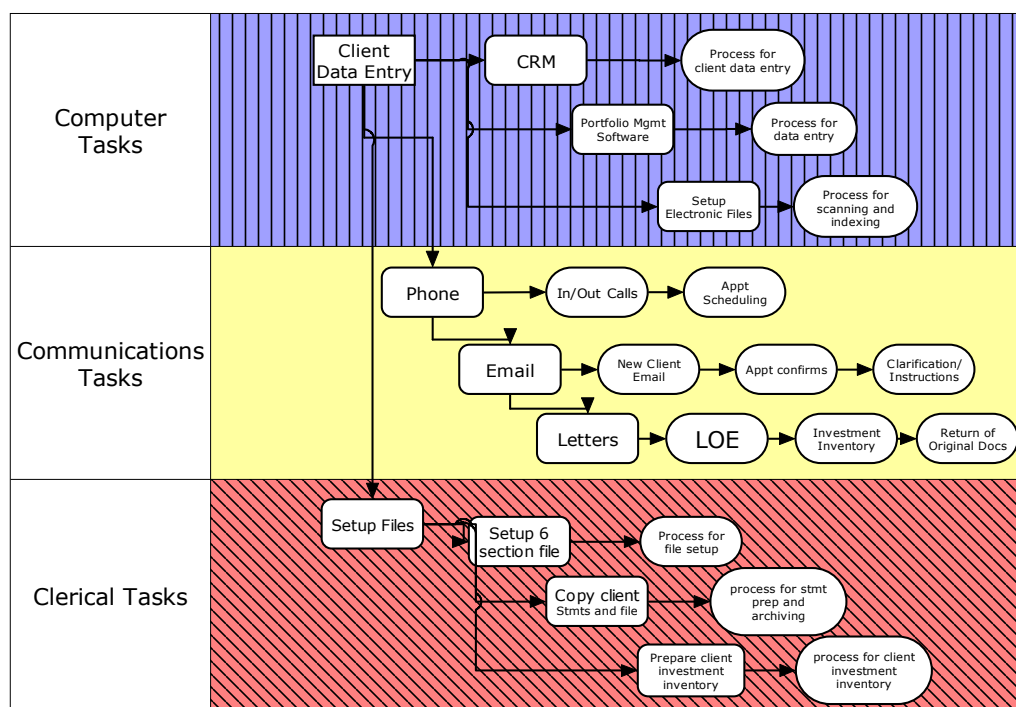 Computer
Tasks
Client
Data Entry
CRM
Process for
client data entry
Portfolio Mgmt
Software
Process for
data entry
Setup
Electronic Files
Process for
scanning and
indexing
Communications
Tasks
Phone
In/Out Calls
Appt
Scheduling
Email
New Client
Email
Appt confirms
Clarification/
Instructions
Letters
LOE
Investment
Inventory
Return of
Original Docs
Clerical Tasks
Setup Files
Setup 6
section file
Process for
file setup
Copy client
Stmts and file
process for stmt
prep and
archiving
Prepare client
investment
inventory
process for client
investment
inventory